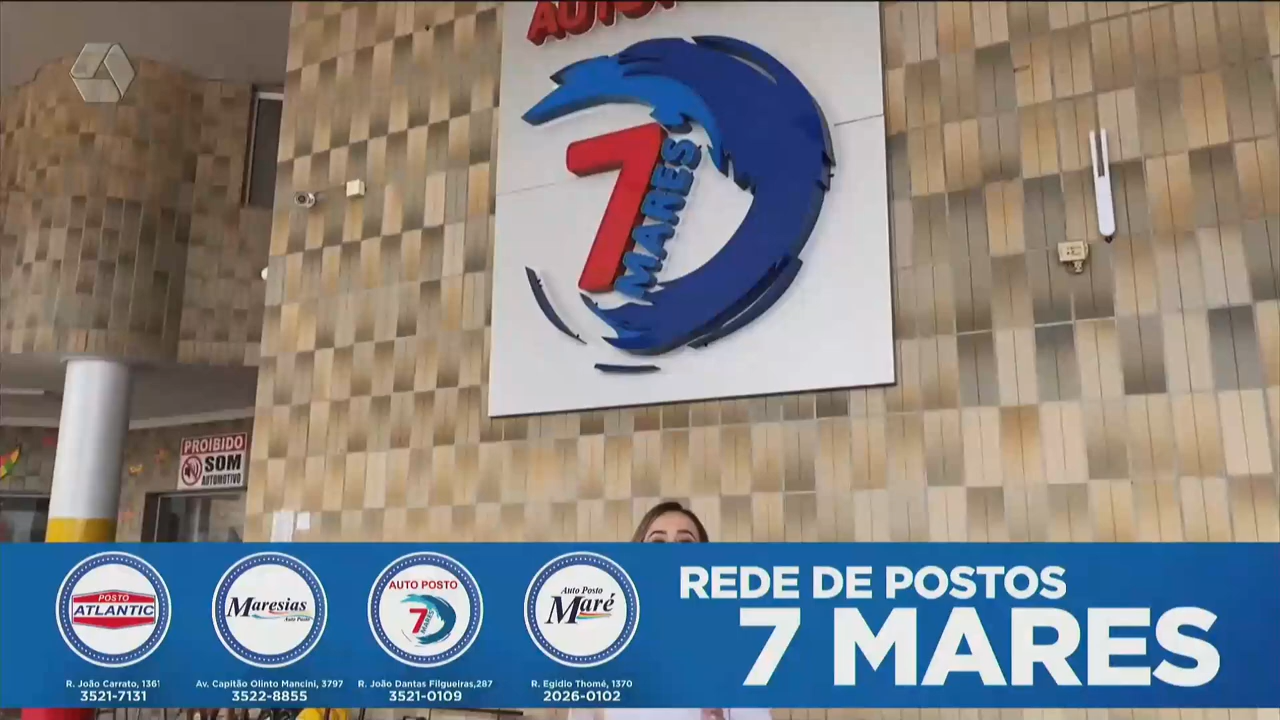 7
MARES
PROIBIDO
SOM
AUTOMOTIVO
POSTO
ATLANTIC
R. João Carrato, 1361
3521-7131
Maresias
Auto Posto
Av. Capitão Olinto Mancini, 3797
3522-8855
AUTO POSTO
7
MARES
R. João Dantas Filgueiras,287
3521-0109
Auto Posto
Maré
R. Egidio Thomé, 1370
2026-0102
REDE DE POSTOS
7 MARES